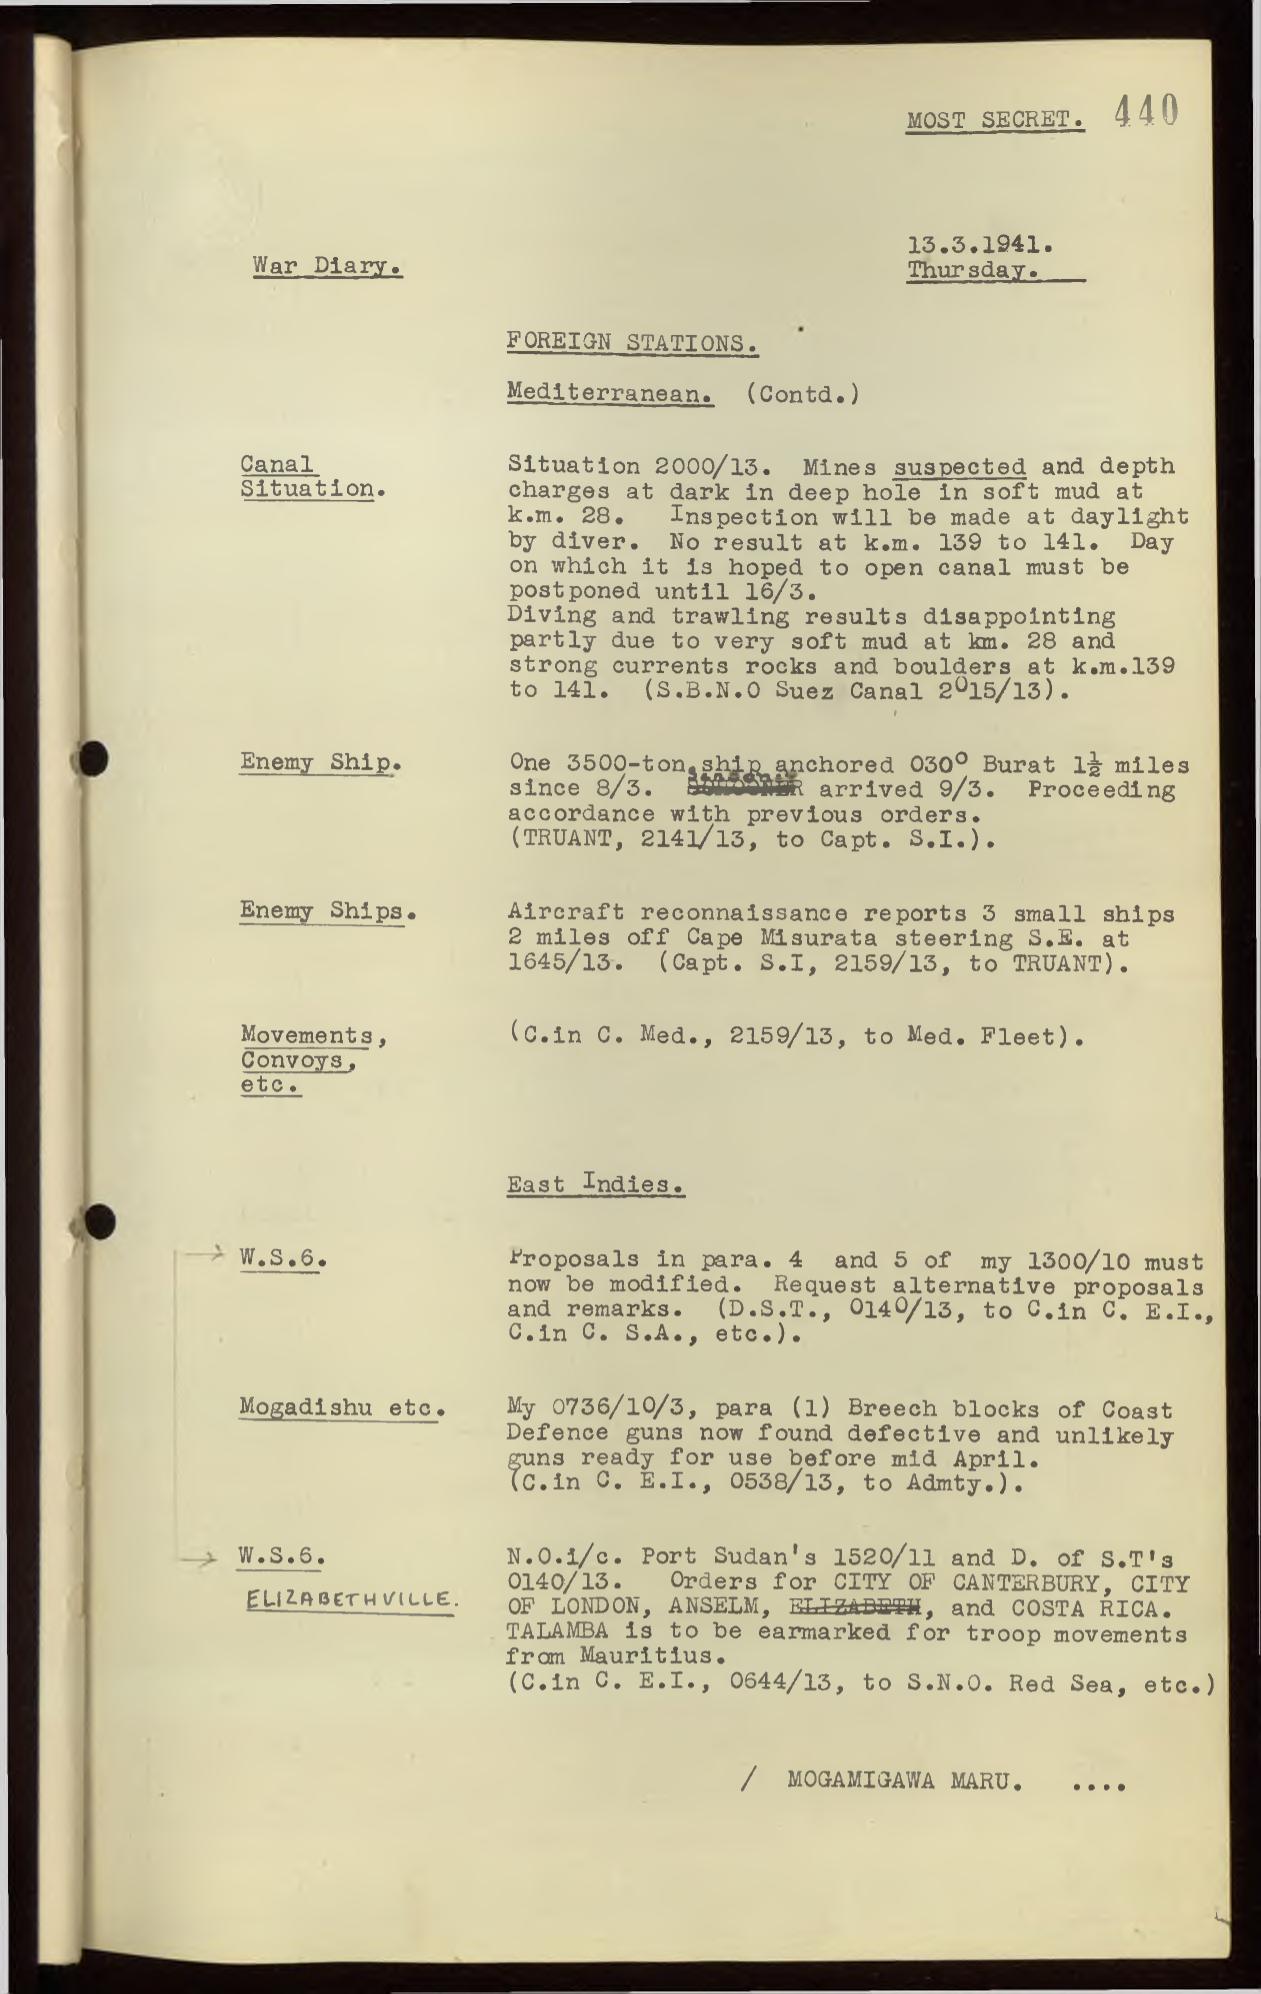 MOST SECRET. 440
13.3.1941.
War Diary.
Thursday.
FOREIGN STATIONS.
Mediterranean. (Contd.)
Canal
Situation.
Situation 2000/13. Mines suspected and depth
charges at dark in deep hole in soft mud at
k.m. 28. Inspection will be made at daylight
by diver. No result at k.m. 139 to 141. Day
on which it is hoped to open canal must be
postponed until 16/3.
Diving and trawling results disappointing
partly due to very soft mud at km. 28 and
strong currents rocks and boulders at k.m.139
to 141. (S.B.N.O Suez Canal 2015/13).
Enemy Ship.
One 3500-ton ship anchored 030° Burat 1½ miles
since 8/3. arrived 9/3. Proceeding
accordance with previous orders.
(TRUANT, 2141/13, to Capt. S.I.).
Enemy Ships.
Aircraft reconnaissance reports 3 small ships
2 miles off Cape Misurata steering S.E. at
1645/13. (Capt. S.I, 2159/13, to TRUANT).
Movements,
Convoys,
etc.
(C.in C. Med., 2159/13, to Med. Fleet).
East Indies.
W.S.6.
Proposals in para. 4 and 5 of my 1300/10 must
now be modified. Request alternative proposals
and remarks. (D.S.T., 0140/13, to C.in C. E.I.,
C.in C. S.A., etc.).
Mogadishu etc.
My 0736/10/3, para (1) Breech blocks of Coast
Defence guns now found defective and unlikely
guns ready for use before mid April.
(C.in C. E.I., 0538/13, to Admty.).
W.S.6.
ELIZABETHVILLE.
N.O.i/c. Port Sudan's 1520/11 and D. of S.T's
0140/13. Orders for CITY OF CANTERBURY, CITY
OF LONDON, ANSELM, ELIZABETH, and COSTA RICA.
TALAMBA is to be earmarked for troop movements
from Mauritius.
(C.in C. E.I., 0644/13, to S.N.O. Red Sea, etc.)
/ MOGAMIGAWA MARU. ....